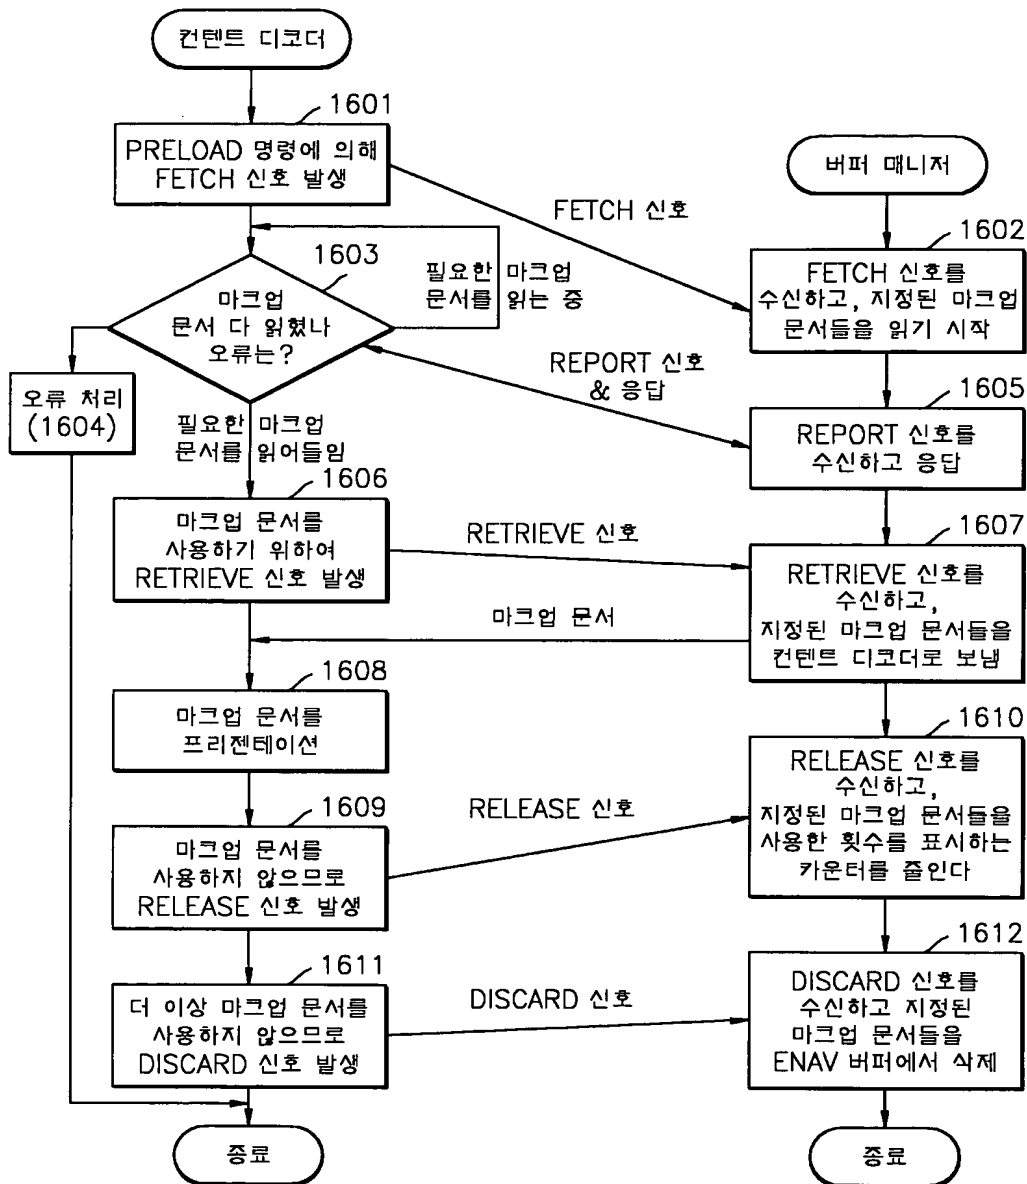 컨텐트 디코더
1601
PRELOAD 명령에 의해
FETCH 신호 발생
버퍼 매니저
FETCH 신호
1602
FETCH 신호를
수신하고, 지정된 마크업
문서들을 읽기 시작
1603
필요한 마크업
문서를 읽는 중
마크업
문서 다 읽혔나
오류는?
REPORT 신호
& 응답
오류 처리
(1604)
1605
REPORT 신호를
수신하고 응답
필요한 마크업
문서를 읽어들임
1606
마크업 문서를
사용하기 위하여
RETRIEVE 신호 발생
RETRIEVE 신호
1607
RETRIEVE 신호를
수신하고,
지정된 마크업 문서들을
컨텐트 디코더로 보냄
마크업 문서
1608
마크업 문서를
프리젠테이션
1609
마크업 문서를
사용하지 않으므로
RELEASE 신호 발생
RELEASE 신호
1610
RELEASE 신호를
수신하고,
지정된 마크업 문서들을
사용한 횟수를 표시하는
카운터를 줄인다
1611
더 이상 마크업 문서를
사용하지 않으므로
DISCARD 신호 발생
DISCARD 신호
1612
DISCARD 신호를
수신하고 지정된
마크업 문서들을
ENAV 버퍼에서 삭제
종료
종료